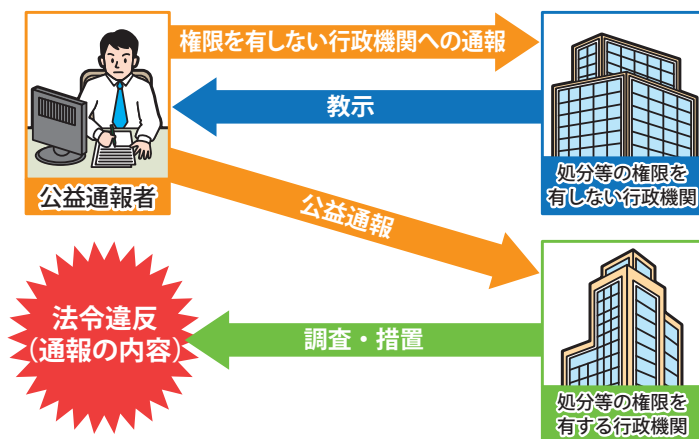 権限を有しない行政機関への通報
教示
公益通報者
処分等の権限を
有しない行政機関
公益通報
法令違反
（通報の内容）
調査・措置
処分等の権限を
有する行政機関